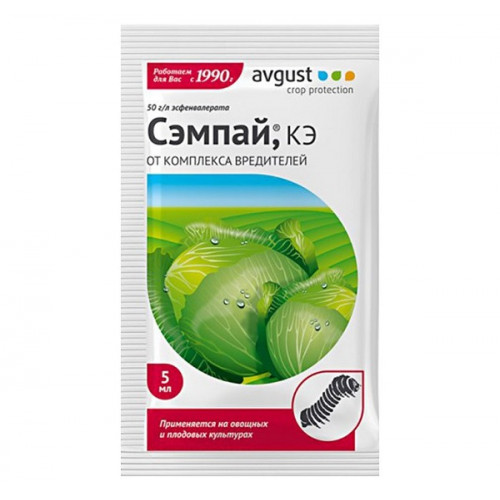 Работаем
для Вас с 1990г
avgust
crop protection
50 г/л эсфенвалерата
Сэмпай,® КЭ
ОТ КОМПЛЕКСА ВРЕДИТЕЛЕЙ
5
МЛ
Применяется на овощных
и плодовых культурах